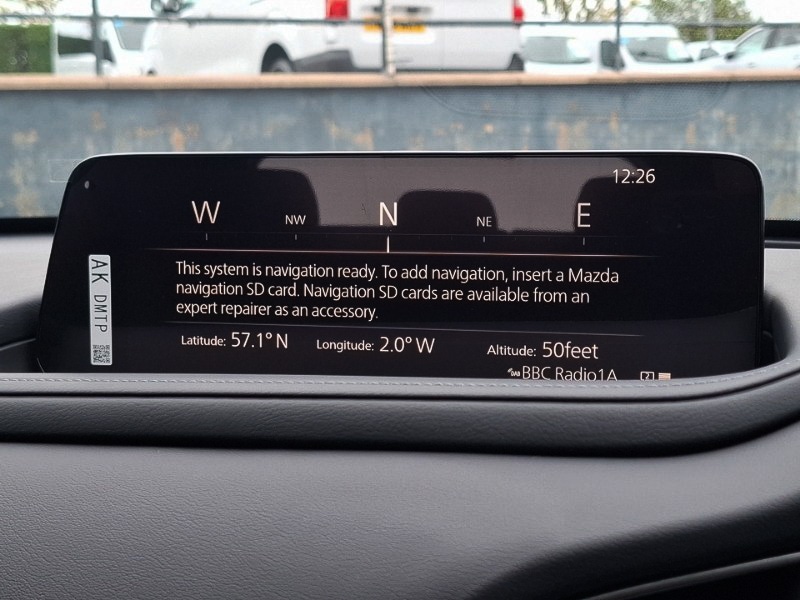 12:26
W NW N NE E
This system is navigation ready. To add navigation, insert a Mazda
navigation SD card. Navigation SD cards are available from an
expert repairer as an accessory.
Latitude: 57.1° N Longitude: 2.0° W Altitude: 50feet
DAB BBC Radio1A
AK DMTP